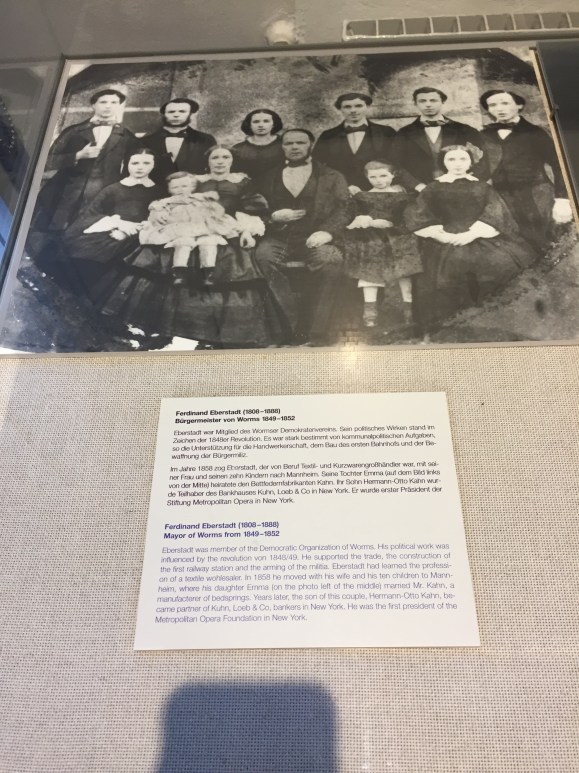 Ferdinand Eberstadt (1808–1888)
Bürgermeister von Worms 1849–1852
Eberstadt war Mitglied des Wormser Demokratenvereins. Sein politisches Wirken stand im
Zeichen der 1848er Revolution. Es war stark bestimmt von kommunalpolitischen Aufgaben,
so die Unterstützung für die Handwerkerschaft, dem Bau des ersten Bahnhofs und der Be-
waffnung der Bürgermiliz.
Im Jahre 1858 zog Eberstadt, der von Beruf Textil- und Kurzwarengroßhändler war, mit sei-
ner Frau und seinen zehn Kindern nach Mannheim. Seine Tochter Emma (auf dem Bild links
von der Mitte) heiratete den Bettfedernfabrikanten Kahn. Ihr Sohn Hermann-Otto Kahn wur-
de Teilhaber des Bankhauses Kuhn, Loeb & Co in New York. Er wurde erster Präsident der
Stiftung Metropolitan Opera in New York.
Ferdinand Eberstadt (1808–1888)
Mayor of Worms from 1849–1852
Eberstadt was member of the Democratic Organization of Worms. His political work was
influenced by the revolution von 1848/49. He supported the trade, the construction of
the first railway station and the arming of the militia. Eberstadt had learned the professi-
on of a textile wohlesaler. In 1858 he moved with his wife and his ten children to Mann-
heim, where his daughter Emma (on the photo left of the middle) married Mr. Kahn, a
manufacterer of bedsprings. Years later, the son of this couple, Hermann-Otto Kahn, be-
came partner of Kuhn, Loeb & Co, bankers in New York. He was the first president of the
Metropolitan Opera Foundation in New York.